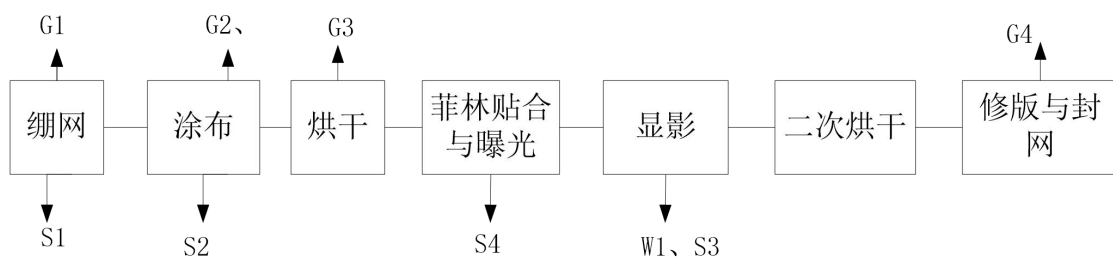 G1
G2、
G3
G4
绷网
涂布
烘干
菲林贴合
与曝光
显影
二次烘干
修版与封
网
S1
S2
S4
W1、S3